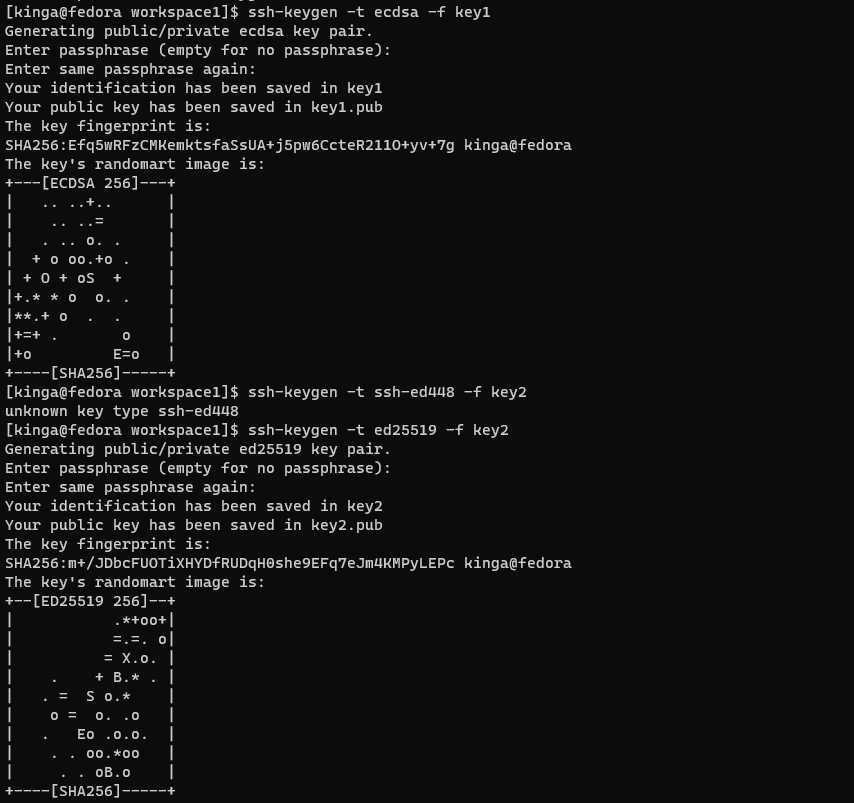 [kinga@fedora workspace1]$ ssh-keygen -t ecdsa -f key1
Generating public/private ecdsa key pair.
Enter passphrase (empty for no passphrase):
Enter same passphrase again:
Your identification has been saved in key1
Your public key has been saved in key1.pub
The key fingerprint is:
SHA256:Efq5wRFzCMKemktsfaSsUA+j5pw6CcteR211O+yv+7g kinga@fedora
The key's randomart image is:
+---[ECDSA 256]---+
|   .. ..+..      |
|    .. ..=       |
|   . .. o. .     |
|  + o oo.+o .    |
| + O + oS  +     |
|+.* * o  o. .    |
|**.+ o  .  .     |
|+=+ .       o    |
|+o         E=o   |
+----[SHA256]-----+
[kinga@fedora workspace1]$ ssh-keygen -t ssh-ed448 -f key2
unknown key type ssh-ed448
[kinga@fedora workspace1]$ ssh-keygen -t ed25519 -f key2
Generating public/private ed25519 key pair.
Enter passphrase (empty for no passphrase):
Enter same passphrase again:
Your identification has been saved in key2
Your public key has been saved in key2.pub
The key fingerprint is:
SHA256:m+/JDbcFUOTiXHYDfRUDqH0she9EFq7eJm4KMPyLEPc kinga@fedora
The key's randomart image is:
+--[ED25519 256]--+
|           .*+oo+|
|           =.=. o|
|          = X.o. |
|    .    + B.* . |
|   . =  S o.*    |
|    o =  o. .o   |
|   .   Eo .o.o.  |
|    . . oo.*oo   |
|     . . oB.o    |
+----[SHA256]-----+